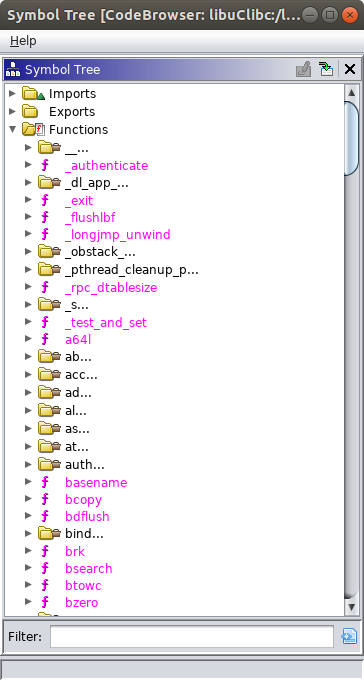 Symbol Tree [CodeBrowser: libuClibc:/l...
Help
Symbol Tree
Imports
Exports
Functions
__...
_authenticate
_dl_app_...
_exit
_flushlbf
_longjmp_unwind
_obstack_...
_pthread_cleanup_p...
_rpc_dtablesize
_s...
_test_and_set
a64l
ab...
acc...
ad...
al...
as...
at...
auth...
basename
bcopy
bdflush
bind...
brk
bsearch
btowc
bzero
Filter: